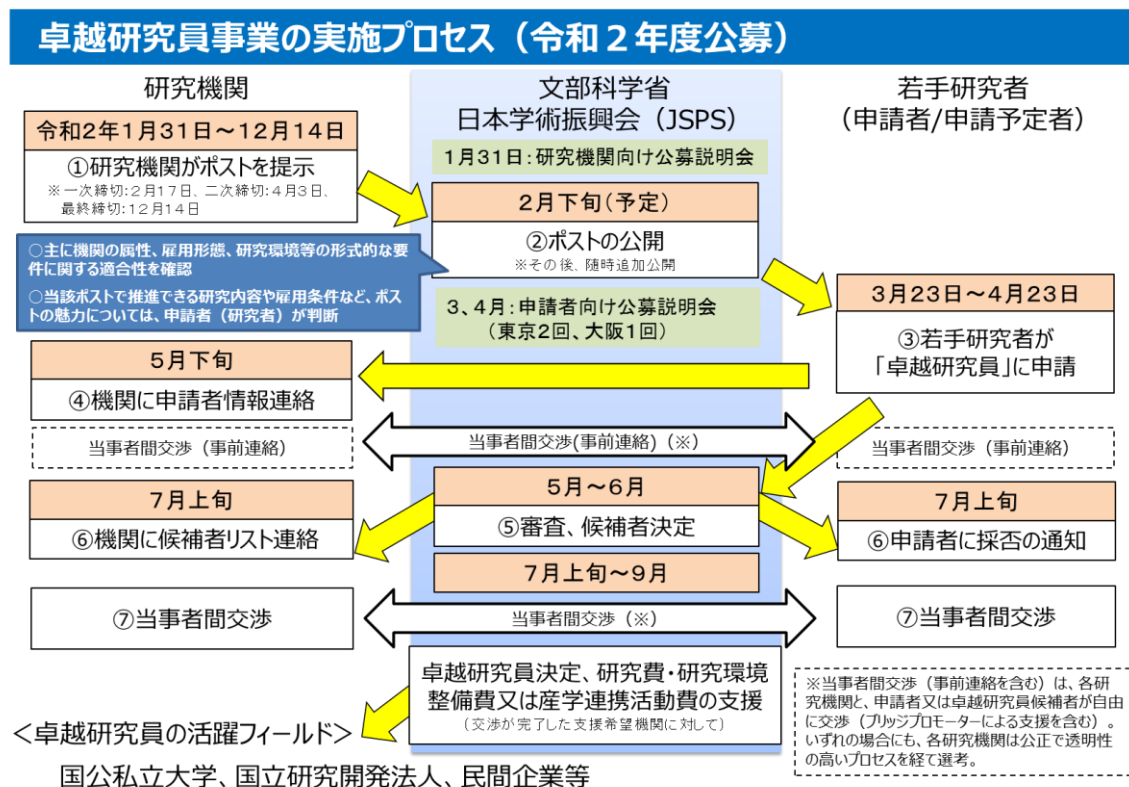 卓越研究員事業の実施プロセス（令和２年度公募）
研究機関
文部科学省
日本学術振興会（JSPS）
若手研究者
（申請者/申請予定者）
令和2年1月31日～12月14日
①研究機関がポストを提示
※一次締切:2月17日、二次締切:4月3日、
最終締切:12月14日
1月31日：研究機関向け公募説明会
2月下旬（予定）
②ポストの公開
※その後、随時追加公開
○主に機関の属性、雇用形態、研究環境等の形式的な要
件に関する適合性を確認
○当該ポストで推進できる研究内容や雇用条件など、ポス
トの魅力については、申請者（研究者）が判断
3、4月：申請者向け公募説明会
（東京2回、大阪1回）
3月23日～4月23日
③若手研究者が
「卓越研究員」に申請
5月下旬
④機関に申請者情報連絡
当事者間交渉（事前連絡）
当事者間交渉(事前連絡)（※）
当事者間交渉（事前連絡）
7月上旬
⑥機関に候補者リスト連絡
5月～6月
⑤審査、候補者決定
7月上旬
⑥申請者に採否の通知
7月上旬～9月
⑦当事者間交渉
当事者間交渉（※）
⑦当事者間交渉
卓越研究員決定、研究費・研究環境
整備費又は産学連携活動費の支援
（交渉が完了した支援希望機関に対して）
※当事者間交渉（事前連絡を含む）は、各研
究機関と、申請者又は卓越研究員候補者が自由
に交渉（ブリッジプロモーターによる支援を含む）。
いずれの場合にも、各研究機関は公正で透明性
の高いプロセスを経て選考。
＜卓越研究員の活躍フィールド＞
国公私立大学、国立研究開発法人、民間企業等